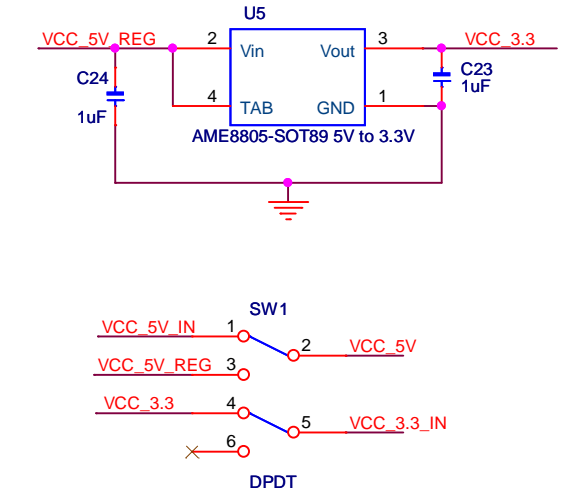 U5
VCC_5V_REG 2 Vin Vout 3 VCC_3.3
C24 1uF
C23 1uF
4 TAB GND 1
AME8805-SOT89 5V to 3.3V
SW1
VCC_5V_IN 1
2 VCC_5V
VCC_5V_REG 3
VCC_3.3 4
5 VCC_3.3_IN
6
DPDT